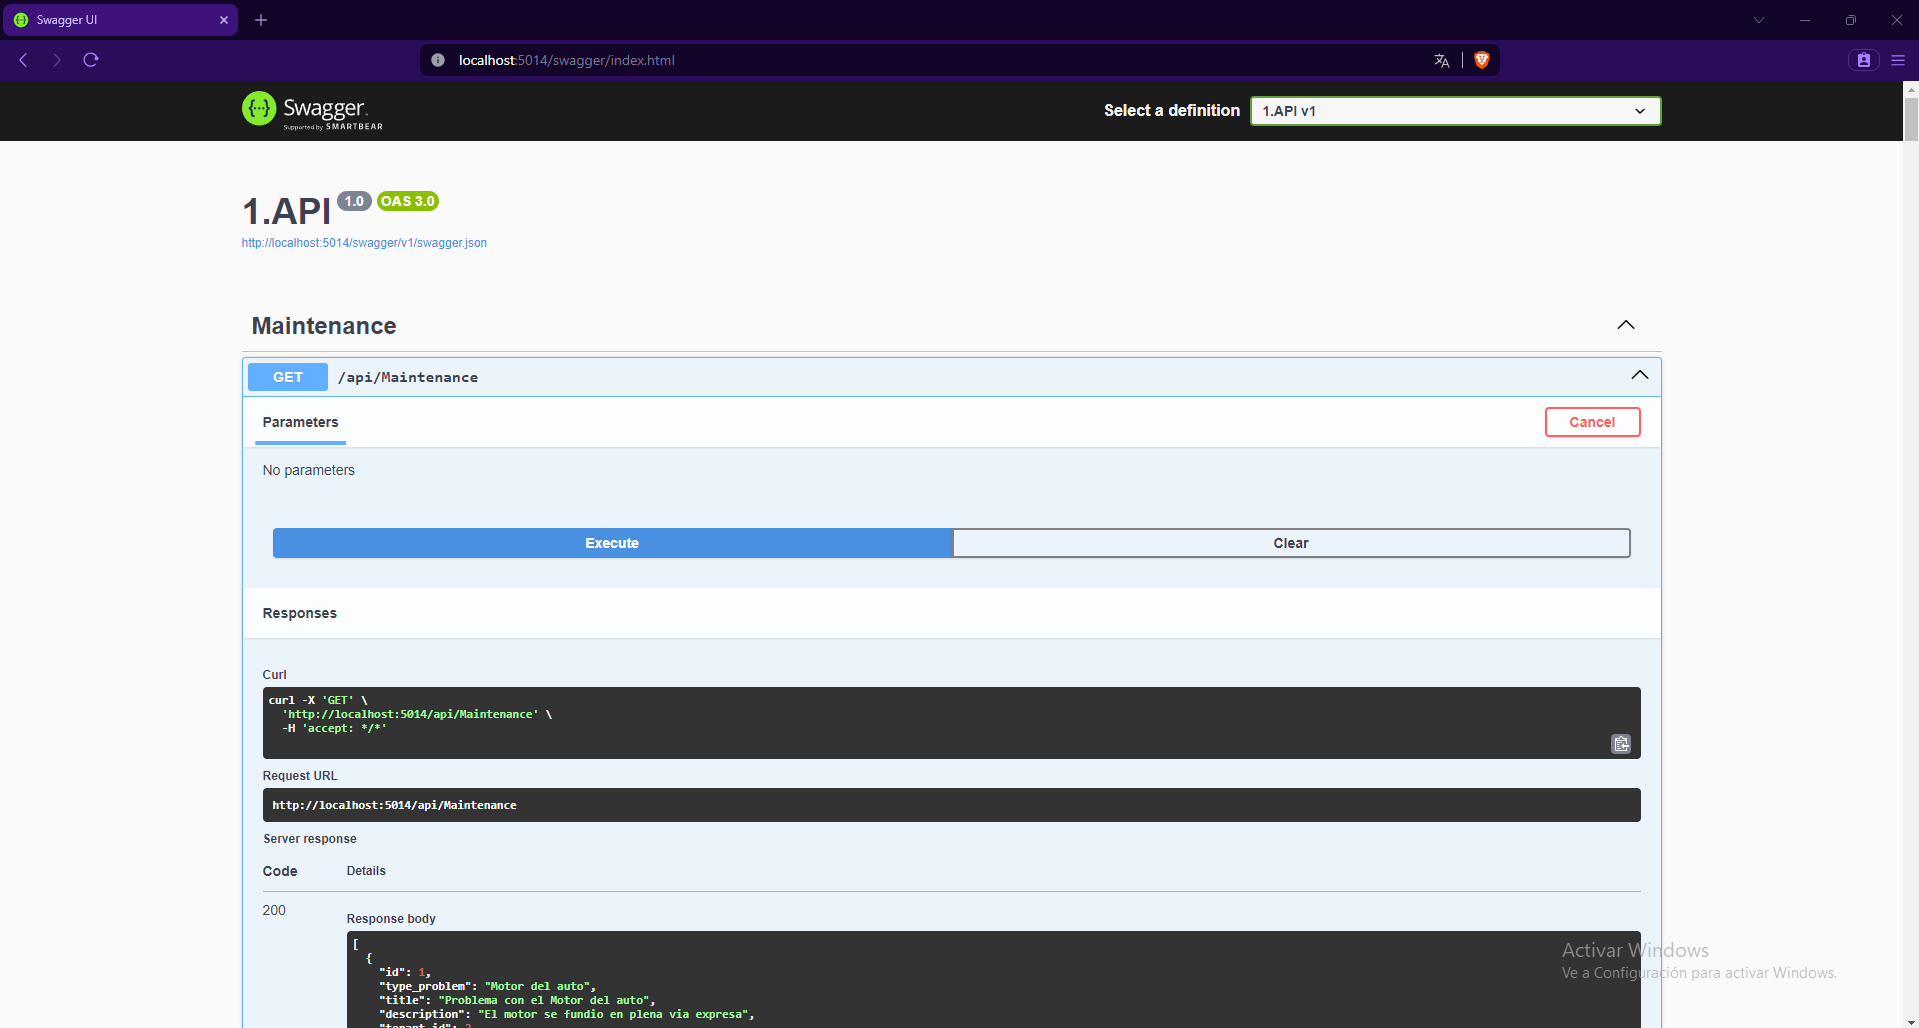 Swagger UI
localhost:5014/swagger/index.html
Swagger.
Supported by SMARTBEAR
Select a definition
1.API v1
1.API 1.0 OAS 3.0
http://localhost:5014/swagger/v1/swagger.json
Maintenance
GET /api/Maintenance
Parameters
Cancel
No parameters
Execute
Clear
Responses
Curl
curl -X 'GET' \
'http://localhost:5014/api/Maintenance' \
-H 'accept: */*'
Request URL
http://localhost:5014/api/Maintenance
Server response
Code Details
200
Response body
[
{
"id": 1,
"type_problem": "Motor del auto",
"title": "Problema con el Motor del auto",
"description": "El motor se fundio en plena via expresa",
"tenant_id": 2
Activar Windows
Ve a Configuración para activar Windows.